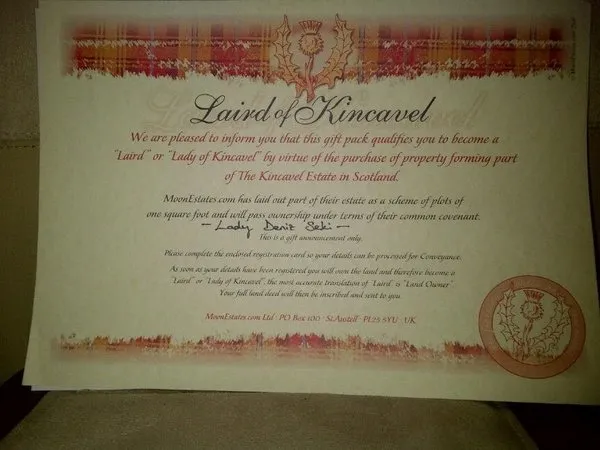 Laird of Kincavel
We are pleased to inform you that this gift pack qualifies you to become a
"Laird" or "Lady of Kincavel" by virtue of the purchase of property forming part
of The Kincavel Estate in Scotland.
MoonEstates.com has laid out part of their estate as a scheme of plots of
one square foot and will pass ownership under terms of their common covenant.
- Lady Deniz Seki -
This is a gift announcement only.
Please complete the enclosed registration card so your details can be processed for Conveyance.
As soon as your details have been registered you will own the land and therefore become a
"Laird" or "Lady of Kincavel", the most accurate translation of 'Laird' is 'Land Owner'
Your full land deed will then be inscribed and sent to you.
MoonEstates.com Ltd · PO Box 100 · St.Austell · PL25 5YU · UK